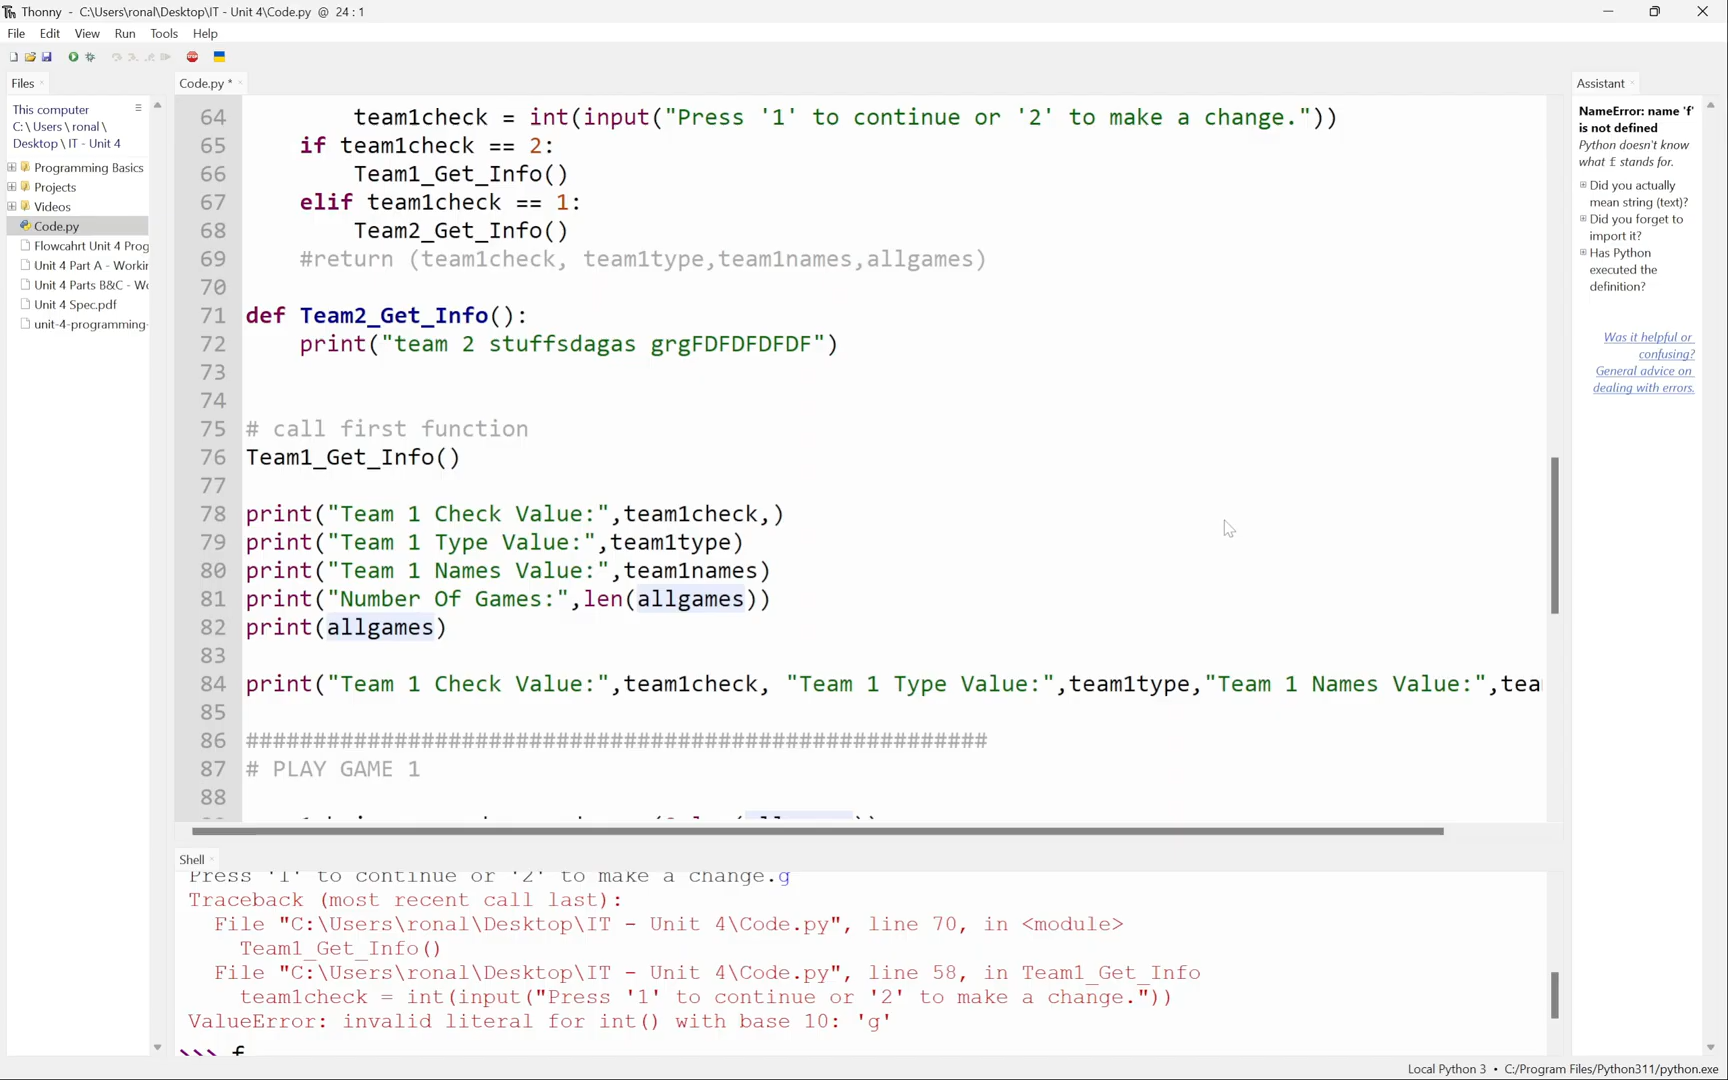 Thonny - C:\Users\ronal\Desktop\IT - Unit 4\Code.py @ 24 : 1
File Edit View Run Tools Help
Files
This computer
C: \ Users \ ronal \
Desktop \ IT - Unit 4
Programming Basics
Projects
Videos
Code.py
Flowcahrt Unit 4 Prog
Unit 4 Part A - Workin
Unit 4 Parts B&C - Wo
Unit 4 Spec.pdf
unit-4-programming-
Code.py *
64 team1check = int(input("Press '1' to continue or '2' to make a change."))
65 if team1check == 2:
66 Team1_Get_Info()
67 elif team1check == 1:
68 Team2_Get_Info()
69 #return (team1check, team1type,team1names,allgames)
70
71 def Team2_Get_Info():
72 print("team 2 stuffsdagas grgFDFDFDFDF")
73
74
75 # call first function
76 Team1_Get_Info()
77
78 print("Team 1 Check Value:",team1check,)
79 print("Team 1 Type Value:",team1type)
80 print("Team 1 Names Value:",team1names)
81 print("Number Of Games:",len(allgames))
82 print(allgames)
83
84 print("Team 1 Check Value:",team1check, "Team 1 Type Value:",team1type,"Team 1 Names Value:",tea
85
86 #######################################################
87 # PLAY GAME 1
88
Shell
Press '1' to continue or '2' to make a change.g
Traceback (most recent call last):
File "C:\Users\ronal\Desktop\IT - Unit 4\Code.py", line 70, in <module>
Team1_Get_Info()
File "C:\Users\ronal\Desktop\IT - Unit 4\Code.py", line 58, in Team1_Get_Info
team1check = int(input("Press '1' to continue or '2' to make a change."))
ValueError: invalid literal for int() with base 10: 'g'
>>> f
Assistant
NameError: name 'f'
is not defined
Python doesn't know
what f stands for.
Did you actually
mean string (text)?
Did you forget to
import it?
Has Python
executed the
definition?
Was it helpful or
confusing?
General advice on
dealing with errors.
Local Python 3 • C:/Program Files/Python311/python.exe